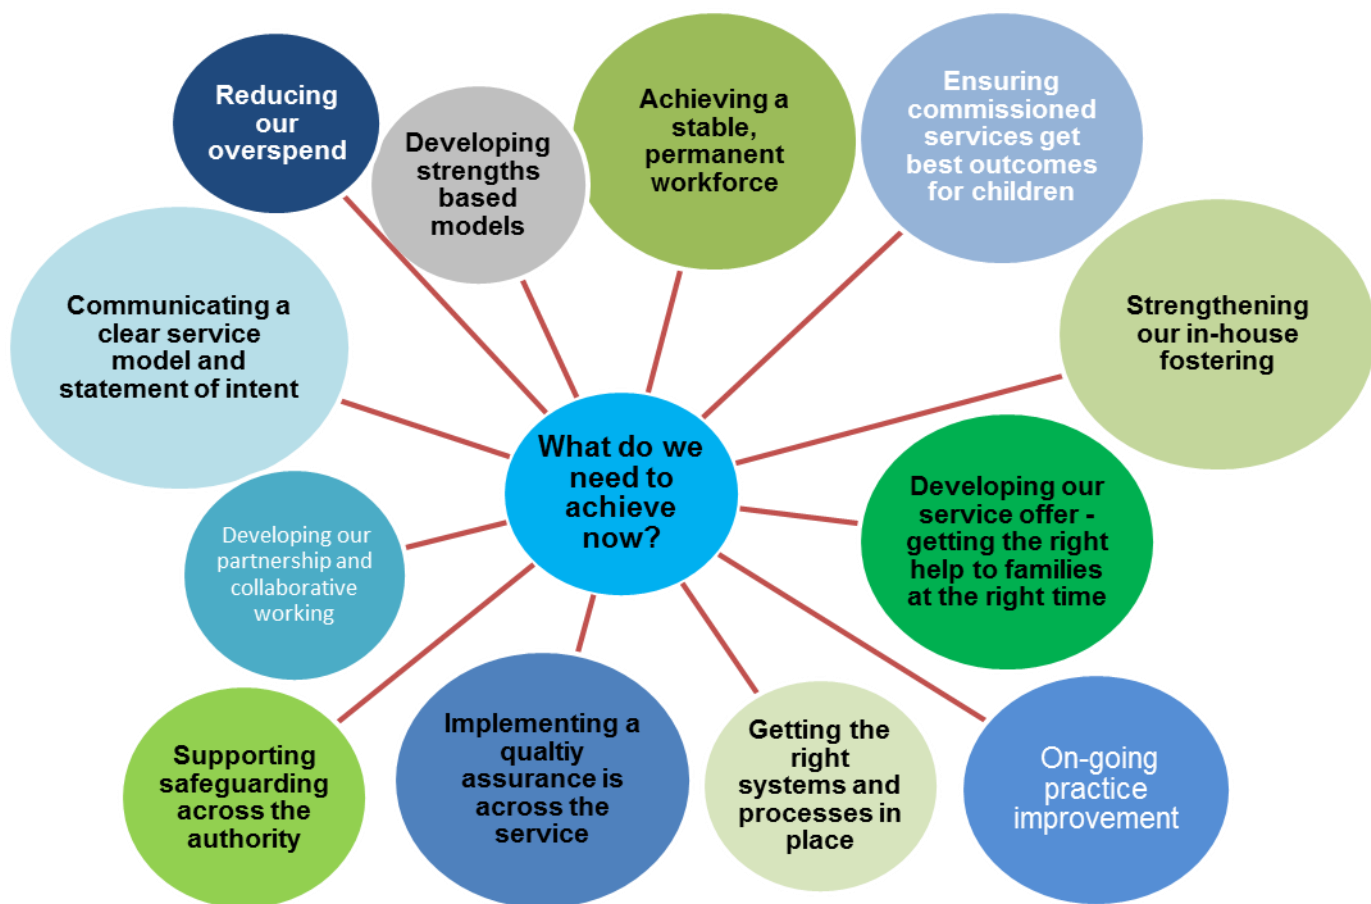 Reducing
our
overspend
Developing
strengths
based
models
Achieving a
stable,
permanent
workforce
Ensuring
commissioned
services get
best outcomes
for children
Communicating a
clear service
model and
statement of intent
Strengthening
our in-house
fostering
What do we
need to
achieve
now?
Developing our
partnership and
collaborative
working
Developing our
service offer -
getting the right
help to families
at the right time
Supporting
safeguarding
across the
authority
Implementing a
qualtiy
assurance is
across the
service
Getting the
right
systems and
processes in
place
On-going
practice
improvement